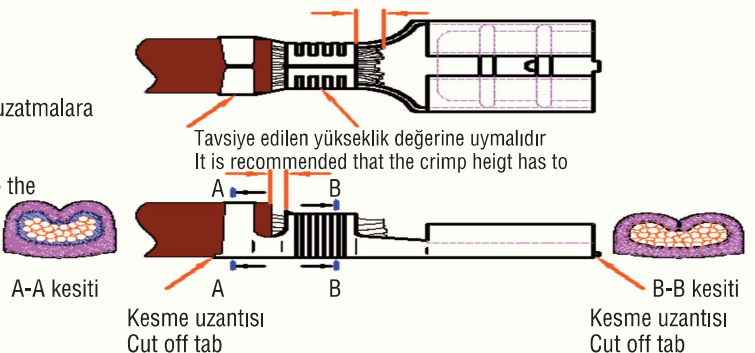 uzatmalara
Tavsiye edilen yükseklik değerine uymalıdır
It is recommended that the crimp heigt has to
the
A B
A-A kesiti
A B
B-B kesiti
Kesme uzantısı
Cut off tab
Kesme uzantısı
Cut off tab